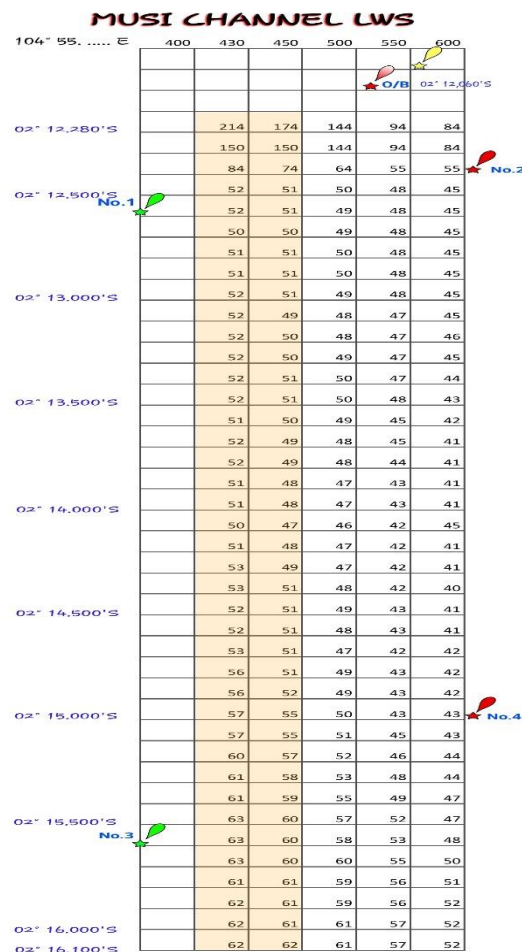 MUSI CHANNEL LWS
104° 55. ..... E 400 430 450 500 550 600
O/B 02° 12,060'S
02° 12,280'S 214 174 144 94 84
150 150 144 94 84
84 74 64 55 55 No.2
02° 12,500'S 52 51 50 48 45
No.1 52 51 49 48 45
50 50 49 48 45
51 51 50 48 45
51 51 50 48 45
02° 13.000'S 52 51 49 48 45
52 49 48 47 45
52 50 48 47 46
52 50 49 47 45
52 51 50 47 44
02° 13,500'S 52 51 50 48 43
51 50 49 45 42
52 49 48 45 41
52 49 48 44 41
51 48 47 43 41
02° 14,000'S 51 48 47 43 41
50 47 46 42 45
51 48 47 42 41
53 49 47 42 41
53 51 48 42 40
02° 14,500'S 52 51 49 43 41
52 51 48 43 41
53 51 47 42 42
56 51 49 43 42
56 52 49 43 42
02° 15,000'S 57 55 50 43 43 No.4
57 55 51 45 43
60 57 52 46 44
61 58 53 48 44
61 59 55 49 47
02° 15,500'S 63 60 57 52 47
No.3 63 60 58 53 48
63 60 60 55 50
61 61 59 56 51
62 61 59 56 52
02° 16,000'S 62 61 61 57 52
02° 16,100'S 62 62 61 57 52